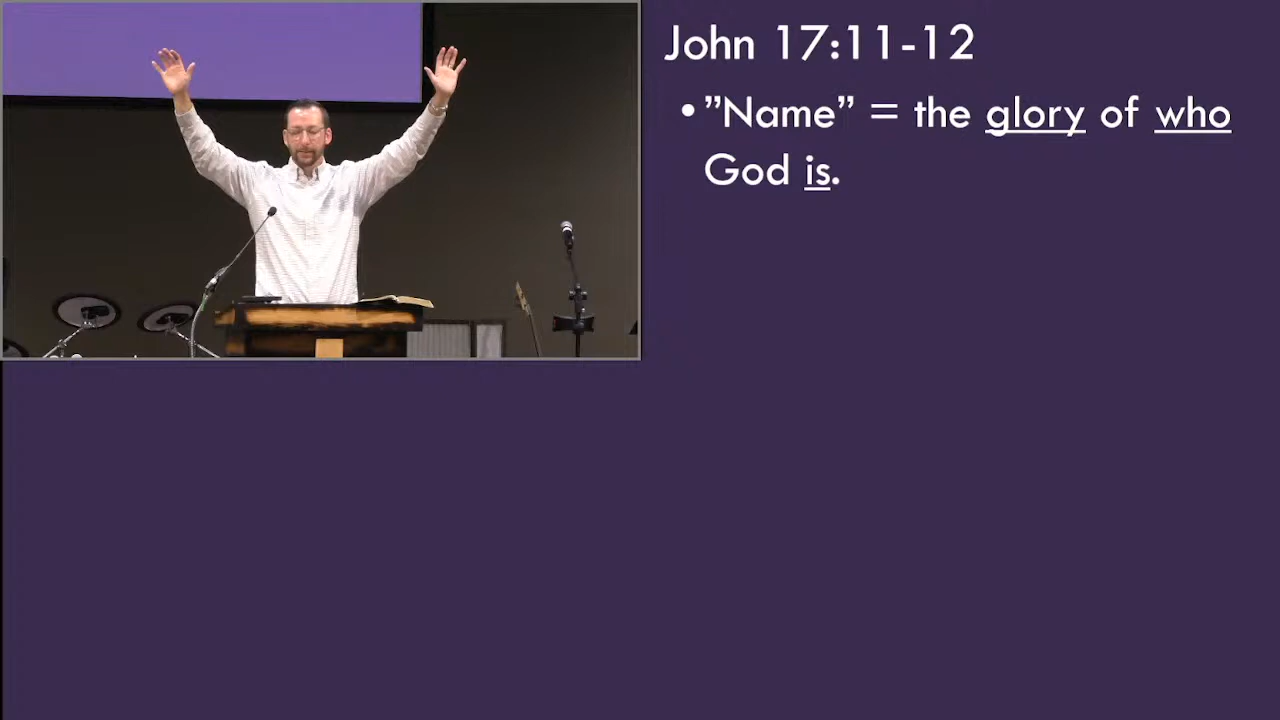 John 17:11-12
• ”Name” = the glory of who
God is.